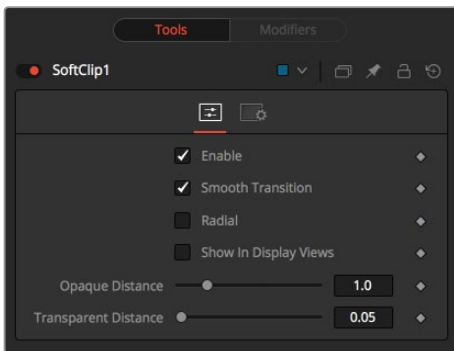 Tools Modifiers
SoftClip1
Enable
Smooth Transition
Radial
Show In Display Views
Opaque Distance 1.0
Transparent Distance 0.05